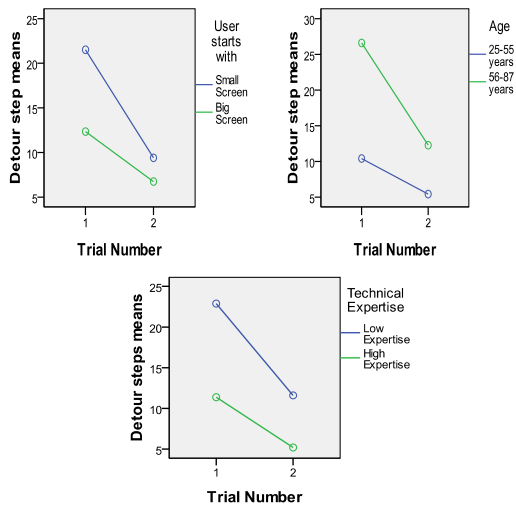 25
20
15
10
5
Detour step means
1 2
Trial Number
User
starts
with
Small
Screen
Big
Screen
30
25
20
15
10
5
Detour step means
1 2
Trial Number
Age
25-55
years
56-87
years
25
20
15
10
5
Detour steps means
1 2
Trial Number
Technical
Expertise
Low
Expertise
High
Expertise